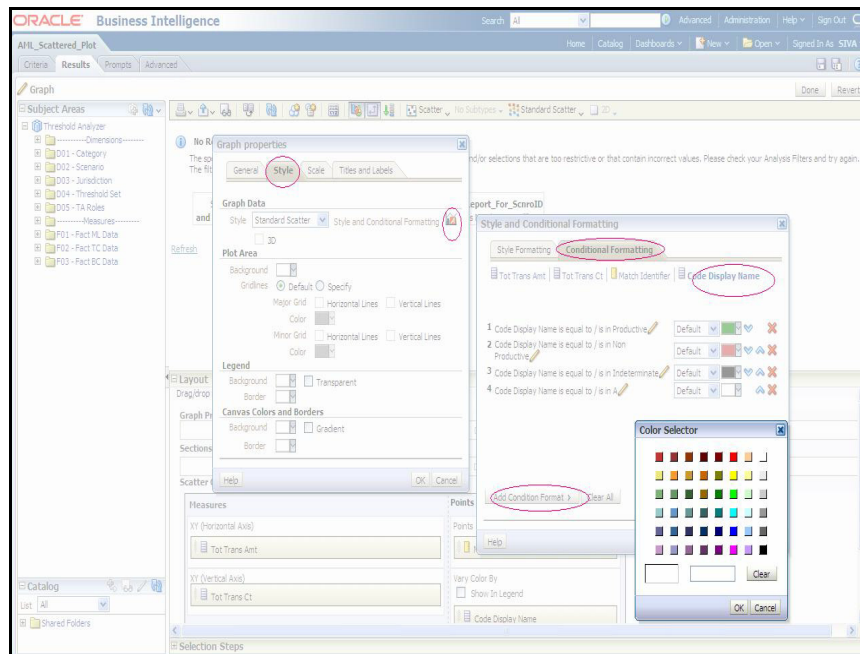 ORACLE Business Intelligence
Search All Advanced Administration Help Sign Out
AML_Scattered_Plot
Home Catalog Dashboards New Open Signed In As SIVA
Criteria Results Prompts Advanced
Graph
Done Revert
Subject Areas
Scatter No Subtypes Standard Scatter 2D
Threshold Analyzer
----------Dimensions--------
D01 - Category
D02 - Scenario
D03 - Jurisdiction
D04 - Threshold Set
D05 - TA Roles
----------Measures---------
F01 - Fact ML Data
F02 - Fact TC Data
F03 - Fact BC Data
No R
The spe
The filt
and/or selections that are too restrictive or that contain incorrect values. Please check your Analysis Filters and try again.
eport_For_ScnroID
and
Refresh
Graph properties
General Style Scale Titles and Labels
Graph Data
Style Standard Scatter Style and Conditional Formatting
3D
Plot Area
Background
Gridlines Default Specify
Major Grid Horizontal Lines Vertical Lines
Color
Minor Grid Horizontal Lines Vertical Lines
Color
Legend
Background Transparent
Border
Canvas Colors and Borders
Background Gradient
Border
Help OK Cancel
Style and Conditional Formatting
Style Formatting Conditional Formatting
Tot Trans Amt Tot Trans Ct Match Identifier Code Display Name
1 Code Display Name is equal to / is in Productive Default
2 Code Display Name is equal to / is in Non
Productive Default
3 Code Display Name is equal to / is in Indeterminate Default
4 Code Display Name is equal to / is in A Default
Add Condition Format > Clear All
Help
Color Selector
Clear
OK Cancel
Layout
Drag/drop
Graph Pr
Sections
Scatter
Measures
XY (Horizontal Axis)
Tot Trans Amt
XY (Vertical Axis)
Tot Trans Ct
Points
Points
Vary Color By
Show In Legend
Code Display Name
Catalog
List All
Shared Folders
Selection Steps